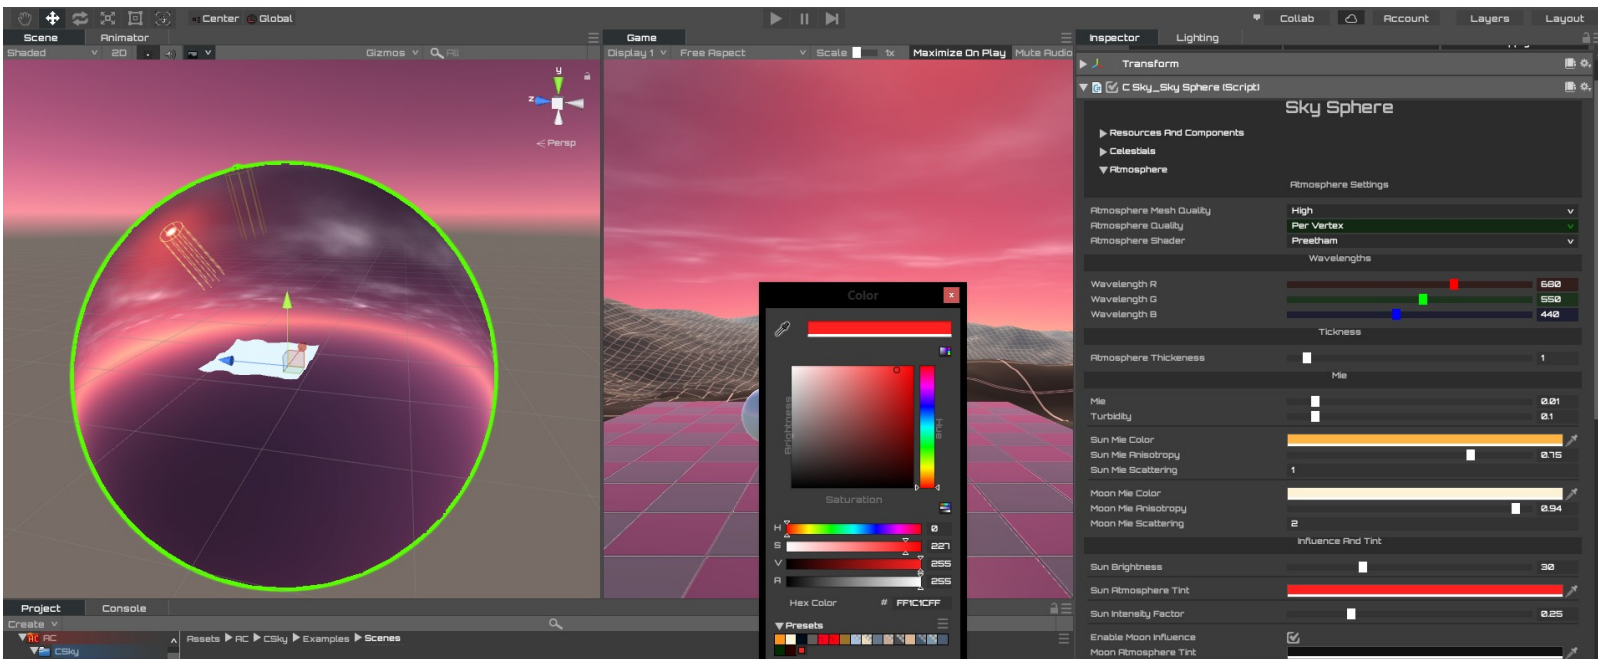 Center Global
Collab Account Layers Layout
Scene Animator
Shaded 2D Gizmos All
y
z
Persp
Game
Display 1 Free Aspect Scale 1x Maximize On Play Mute Audio
Color
Brightness
Hue
Saturation
H 0
S 227
V 255
A 255
Hex Color # FF1C1CFF
Presets
Project Console
Create
AC
CSky
Assets AC CSky Examples Scenes
Inspector Lighting
Transform
C Sky_Sky Sphere (Script)
Sky Sphere
Resources And Components
Celestials
Atmosphere
Atmosphere Settings
Atmosphere Mesh Quality High
Atmosphere Quality Per Vertex
Atmosphere Shader Preetham
Wavelengths
Wavelength R 680
Wavelength G 550
Wavelength B 440
Tickness
Atmosphere Thickeness 1
Mie
Mie 0.01
Turbidity 0.1
Sun Mie Color
Sun Mie Anisotropy 0.75
Sun Mie Scattering 1
Moon Mie Color
Moon Mie Anisotropy 0.94
Moon Mie Scattering 2
Influence And Tint
Sun Brightness 30
Sun Atmosphere Tint
Sun Intensity Factor 0.25
Enable Moon Influence
Moon Atmosphere Tint